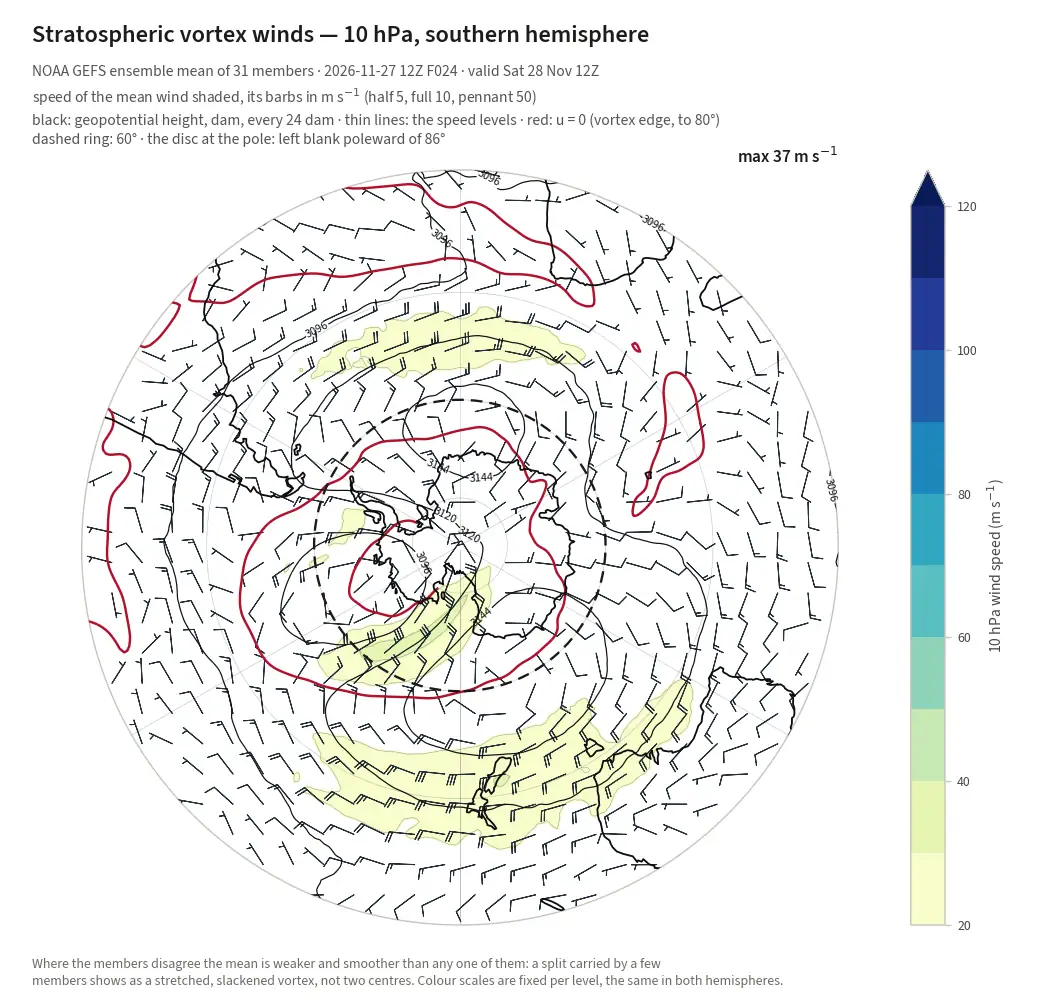 Stratospheric vortex winds — 10 hPa, southern hemisphere
NOAA GEFS ensemble mean of 31 members · 2026-11-27 12Z F024 · valid Sat 28 Nov 12Z
speed of the mean wind shaded, its barbs in m s⁻¹ (half 5, full 10, pennant 50)
black: geopotential height, dam, every 24 dam · thin lines: the speed levels · red: u = 0 (vortex edge, to 80°)
dashed ring: 60° · the disc at the pole: left blank poleward of 86°
max 37 m s⁻¹
3096
3096
3096
3096
3144
3144
3096
3120
3120
3096
3144
120
100
80
60
40
20
10 hPa wind speed (m s⁻¹)
Where the members disagree the mean is weaker and smoother than any one of them: a split carried by a few
members shows as a stretched, slackened vortex, not two centres. Colour scales are fixed per level, the same in both hemispheres.